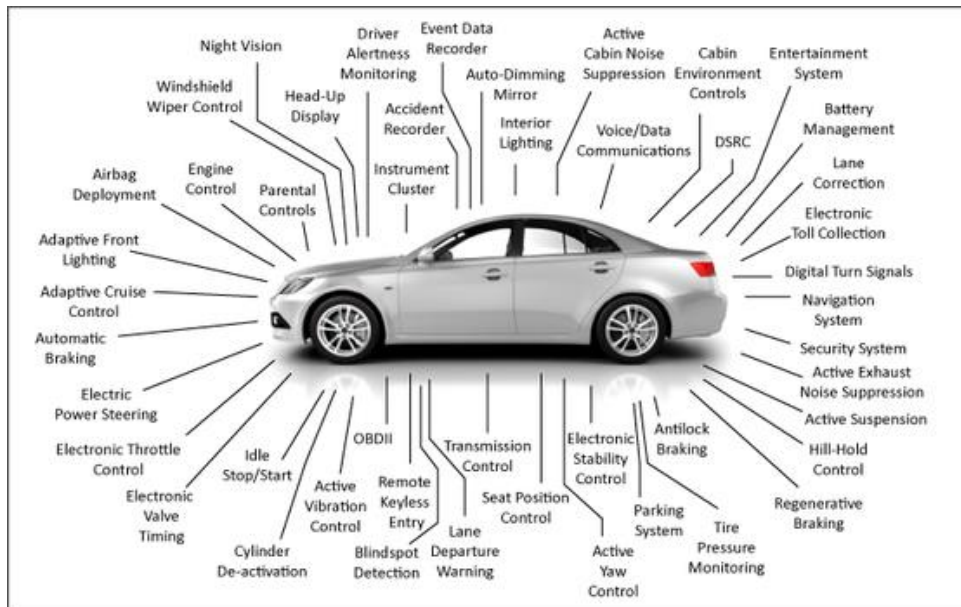 Night Vision
Driver
Alertness
Monitoring
Event Data
Recorder
Active
Cabin Noise
Suppression
Cabin
Environment
Controls
Entertainment
System
Windshield
Wiper Control
Head-Up
Display
Accident
Recorder
Auto-Dimming
Mirror
Interior
Lighting
Voice/Data
Communications
DSRC
Battery
Management
Airbag
Deployment
Engine
Control
Parental
Controls
Instrument
Cluster
Lane
Correction
Adaptive Front
Lighting
Electronic
Toll Collection
Adaptive Cruise
Control
Digital Turn Signals
Automatic
Braking
Navigation
System
Electric
Power Steering
Security System
Electronic Throttle
Control
Active Exhaust
Noise Suppression
Electronic
Valve
Timing
Idle
Stop/Start
Cylinder
De-activation
Active
Vibration
Control
OBDII
Remote
Keyless
Entry
Blindspot
Detection
Lane
Departure
Warning
Transmission
Control
Seat Position
Control
Active
Yaw
Control
Electronic
Stability
Control
Parking
System
Antilock
Braking
Tire
Pressure
Monitoring
Active Suspension
Hill-Hold
Control
Regenerative
Braking